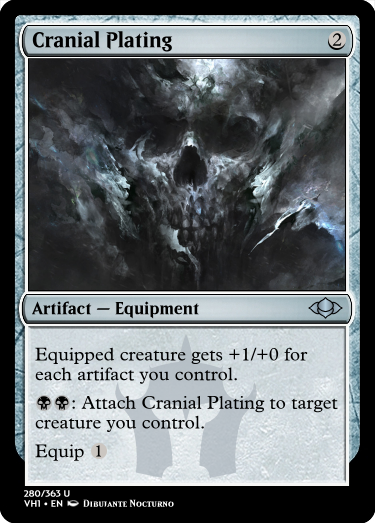 Cranial Plating 2
Artifact — Equipment
Equipped creature gets +1/+0 for
each artifact you control.
: Attach Cranial Plating to target
creature you control.
Equip 1
280/363 U
VH1 • EN Dibujante Nocturno